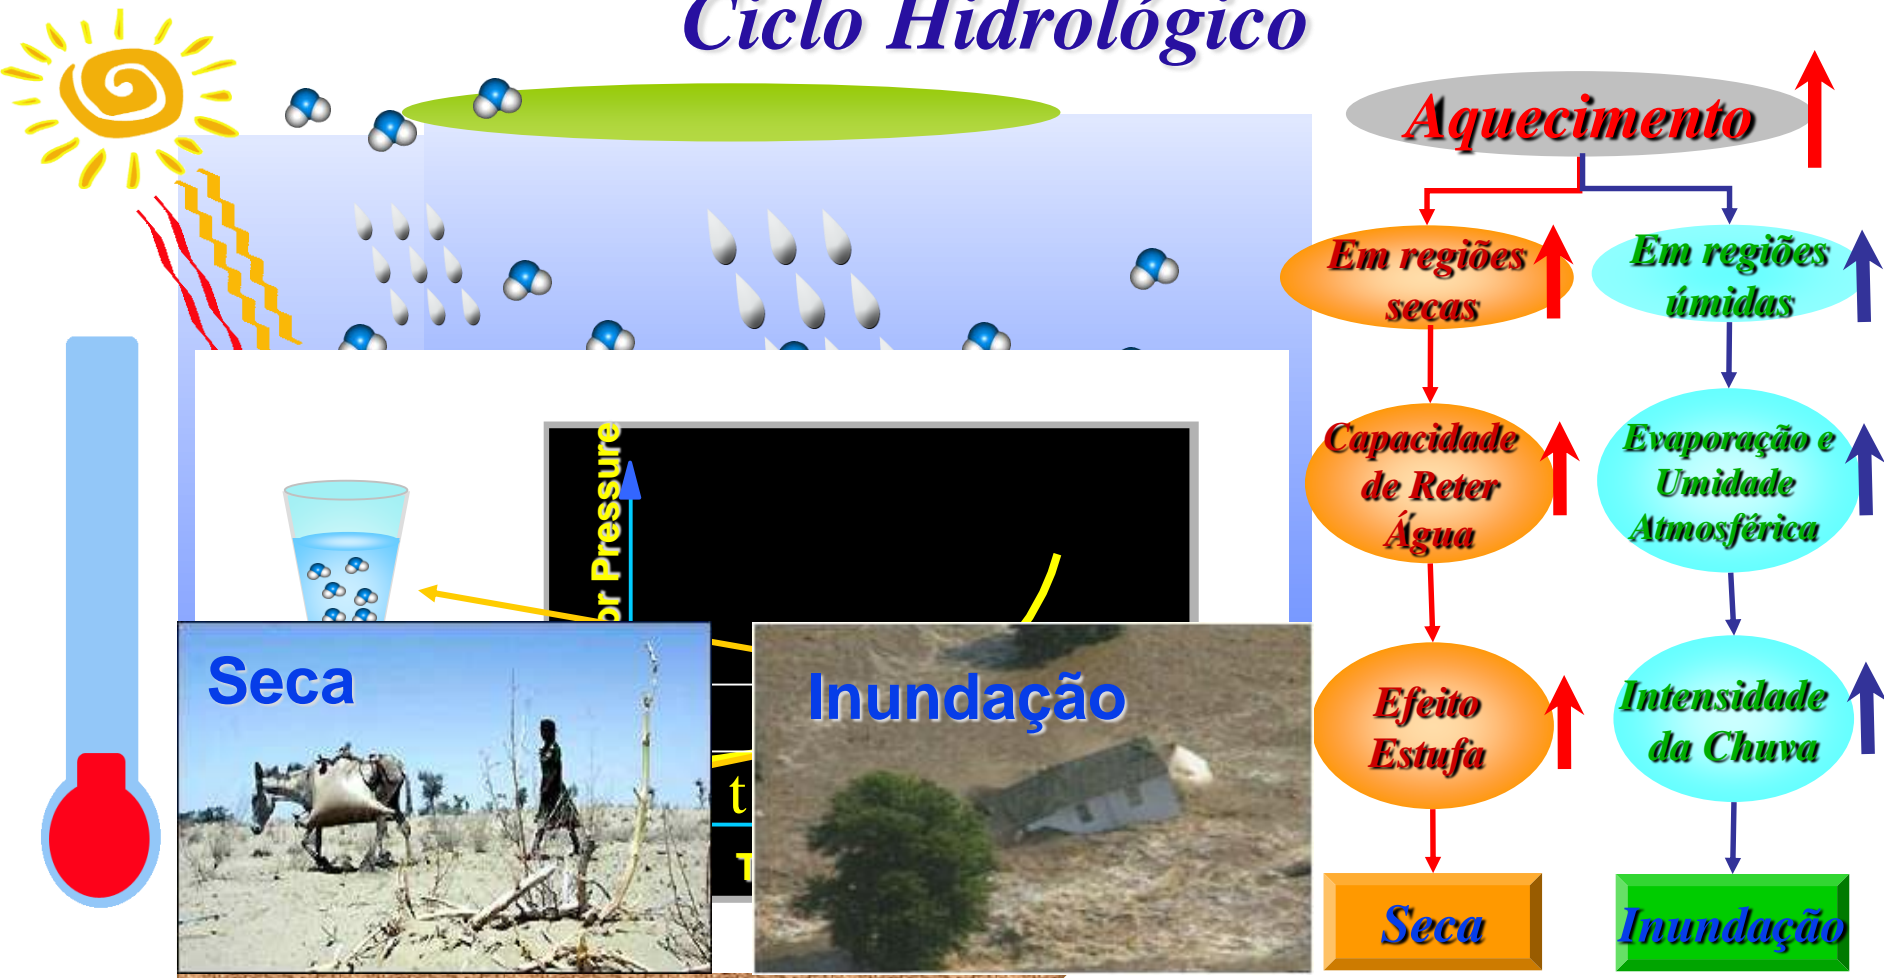 Ciclo Hidrológico
Aquecimento
Em regiões
secas
Em regiões
úmidas
Capacidade
de Reter
Água
Evaporação e
Umidade
Atmosférica
Efeito
Estufa
Intensidade
da Chuva
Seca
Inundação
Pressure
t
Seca
Inundação